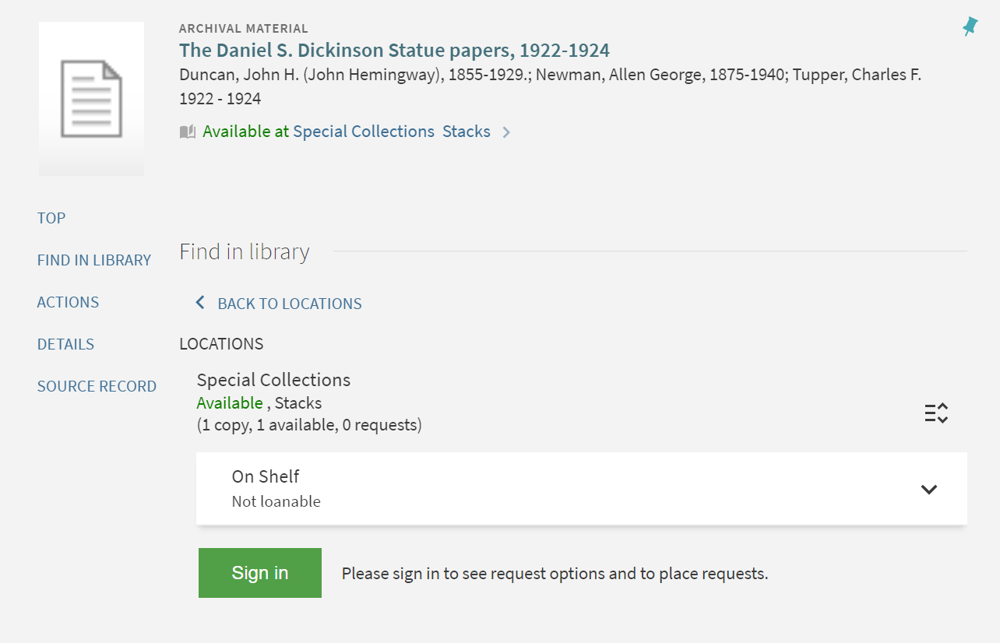 ARCHIVAL MATERIAL
The Daniel S. Dickinson Statue papers, 1922-1924
Duncan, John H. (John Hemingway), 1855-1929.; Newman, Allen George, 1875-1940; Tupper, Charles F.
1922 - 1924
Available at Special Collections Stacks
TOP
FIND IN LIBRARY
ACTIONS
DETAILS
SOURCE RECORD
Find in library
BACK TO LOCATIONS
LOCATIONS
Special Collections
Available , Stacks
(1 copy, 1 available, 0 requests)
On Shelf
Not loanable
Sign in
Please sign in to see request options and to place requests.